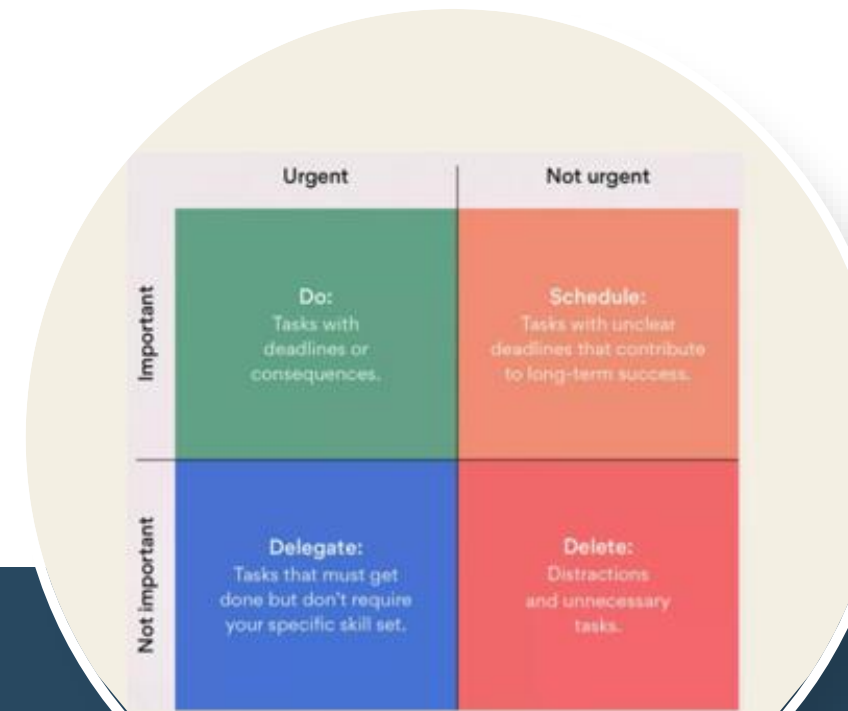 Urgent
Not urgent
Important
Do:
Tasks with
deadlines or
consequences.
Schedule:
Tasks with unclear
deadlines that contribute
to long-term success.
Not important
Delegate:
Tasks that must get
done but don't require
your specific skill set.
Delete:
Distractions
and unnecessary
tasks.